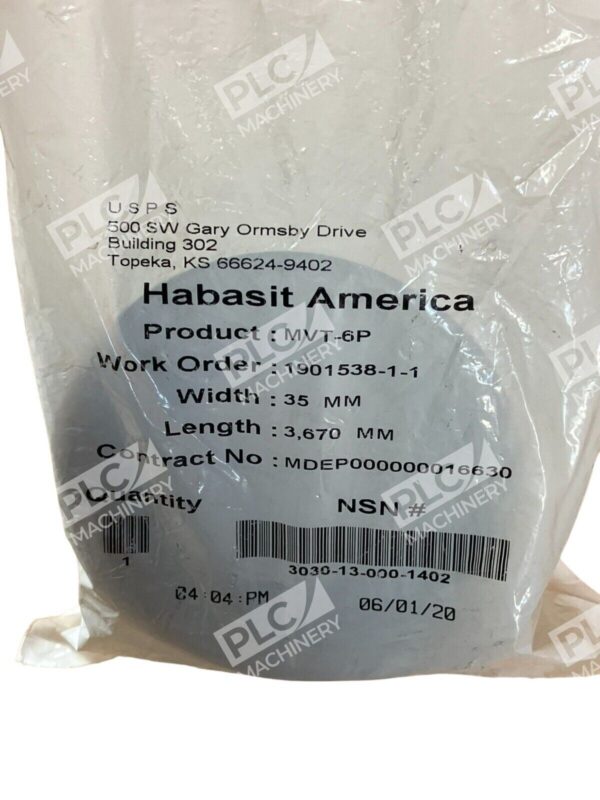 USPS
500 SW Gary Ormsby Drive
Building 302
Topeka, KS 66624-9402
Habasit America
Product : MVT-6P
Work Order : 1901538-1-1
Width : 35 MM
Length : 3,670 MM
Contract No : MDEP000000016630
Quantity NSN #
1 3030-13-000-1402
04:04:PM 06/01/20
PLC
MACHINERY